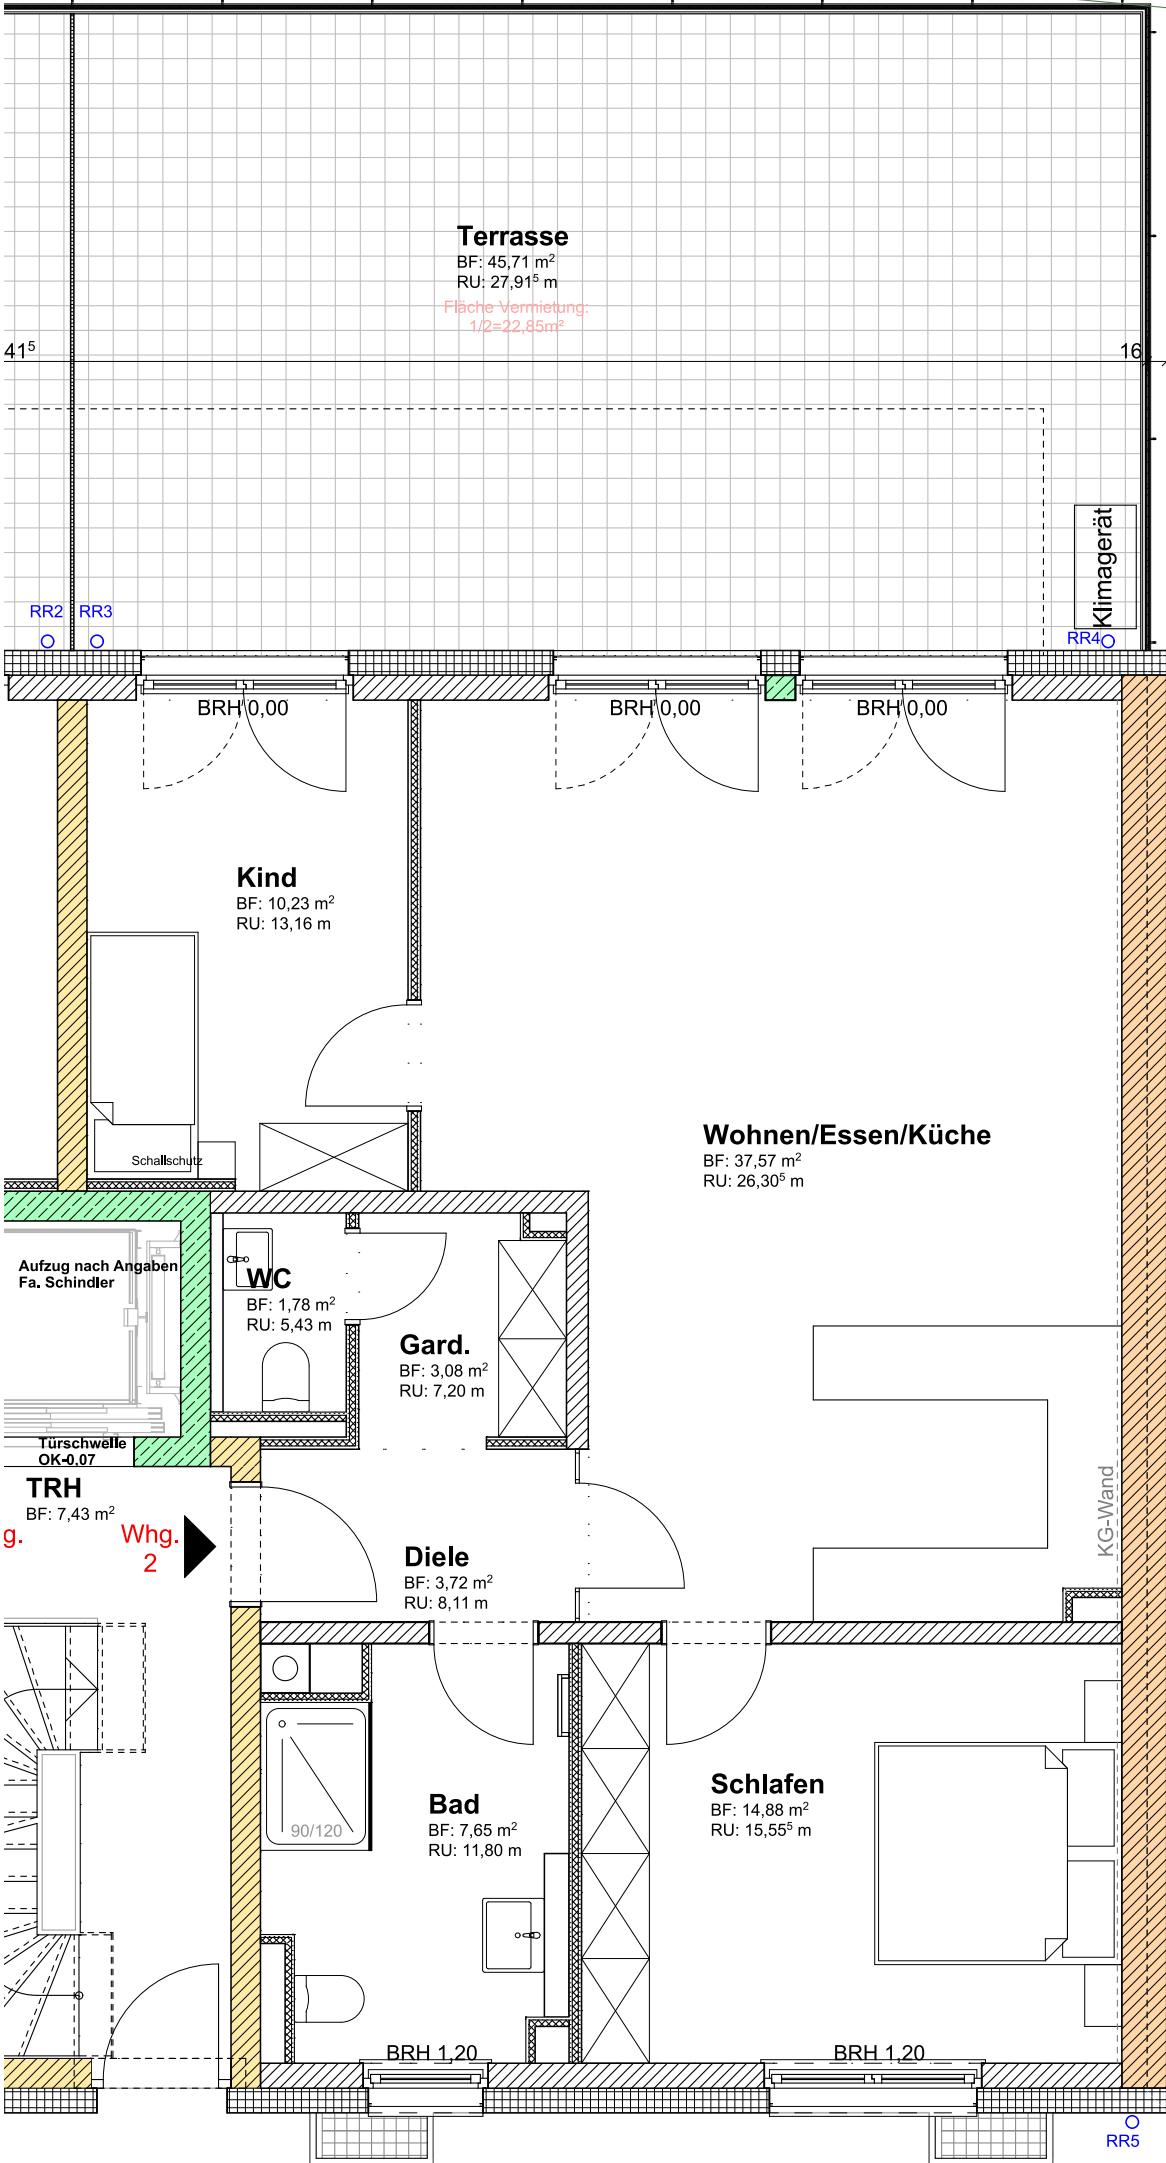 Terrasse
BF: 45,71 m²
RU: 27,91⁵ m
Fläche Vermietung:
1/2=22,85m²
41⁵
16
Klimagerät
RR2
RR3
RR4
BRH 0,00
BRH 0,00
BRH 0,00
Kind
BF: 10,23 m²
RU: 13,16 m
Wohnen/Essen/Küche
BF: 37,57 m²
RU: 26,30⁵ m
Schallschutz
Aufzug nach Angaben
Fa. Schindler
WC
BF: 1,78 m²
RU: 5,43 m
Gard.
BF: 3,08 m²
RU: 7,20 m
Türschwelle
OK-0,07
TRH
BF: 7,43 m²
g.
Whg.
2
KG-Wand
Diele
BF: 3,72 m²
RU: 8,11 m
Schlafen
BF: 14,88 m²
RU: 15,55⁵ m
Bad
BF: 7,65 m²
RU: 11,80 m
90/120
BRH 1,20
BRH 1,20
RR5